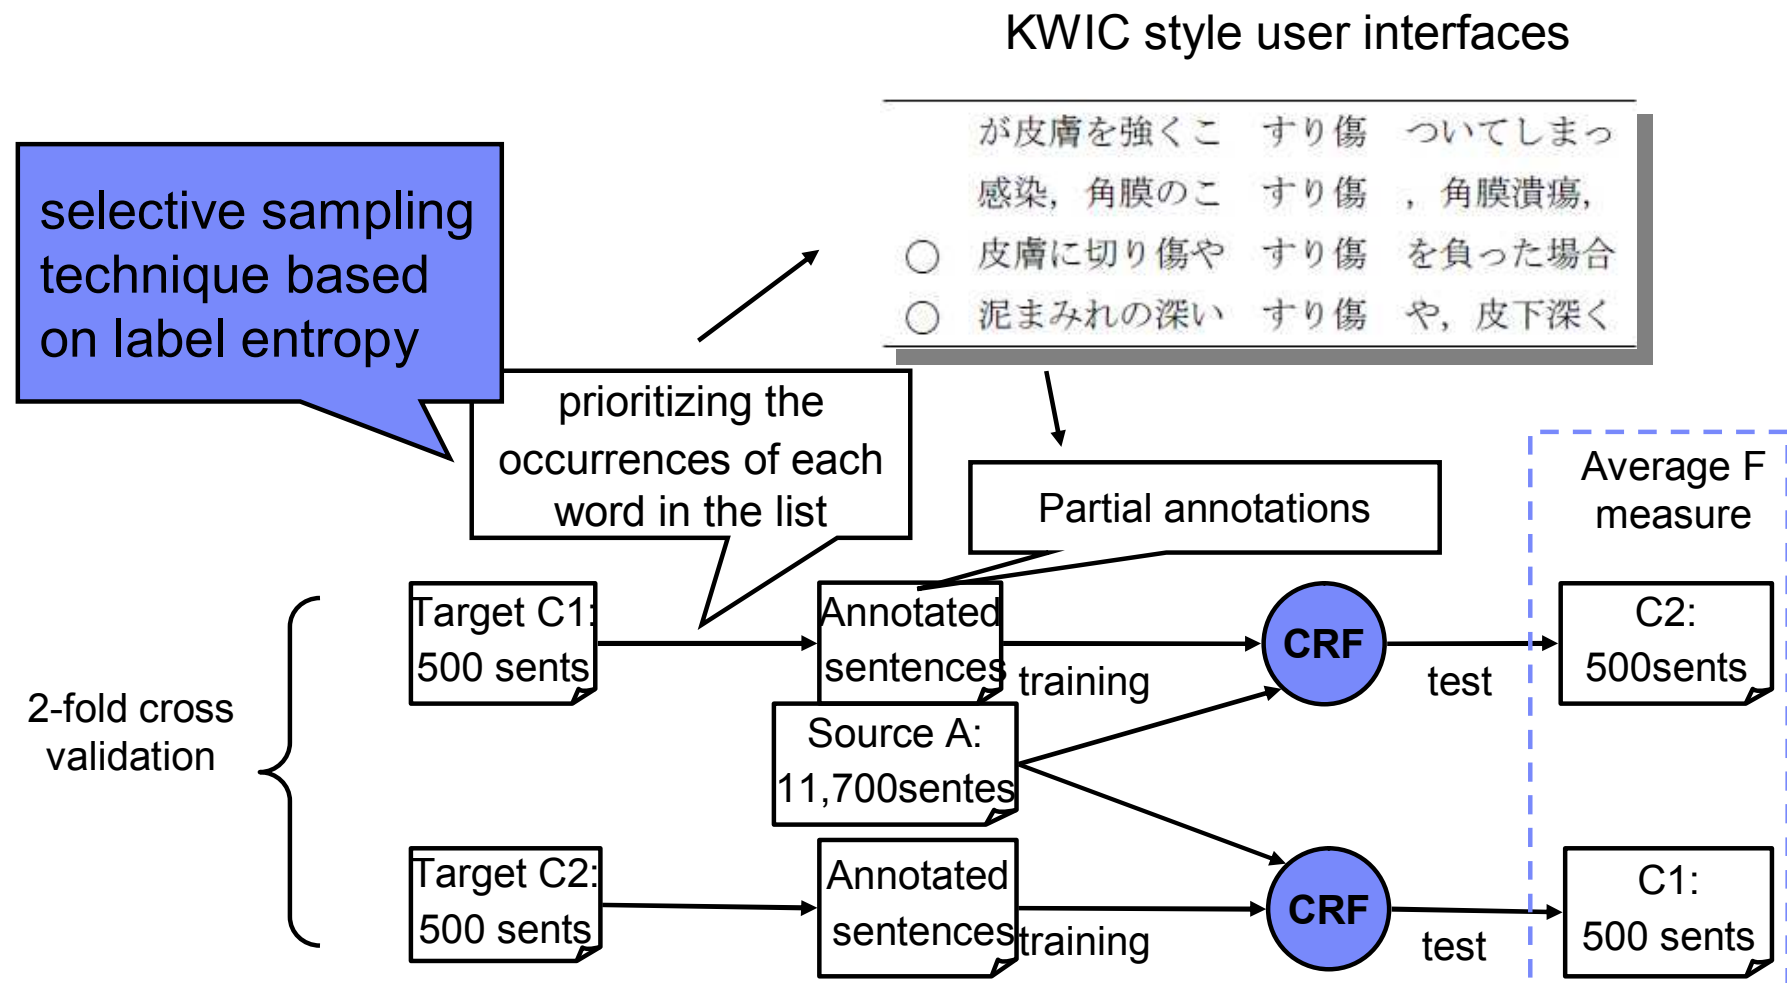 KWIC style user interfaces
が皮膚を強くこ すり傷 ついてしまっ
感染，角膜のこ すり傷 ，角膜潰瘍，
○ 皮膚に切り傷や すり傷 を負った場合
○ 泥まみれの深い すり傷 や，皮下深く
selective sampling
technique based
on label entropy
prioritizing the
occurrences of each
word in the list
Partial annotations
Average F
measure
2-fold cross
validation
Target C1:
500 sents
Annotated
sentences
training
CRF
test
C2:
500sents
Source A:
11,700sentes
Target C2:
500 sents
Annotated
sentences
training
CRF
test
C1:
500 sents